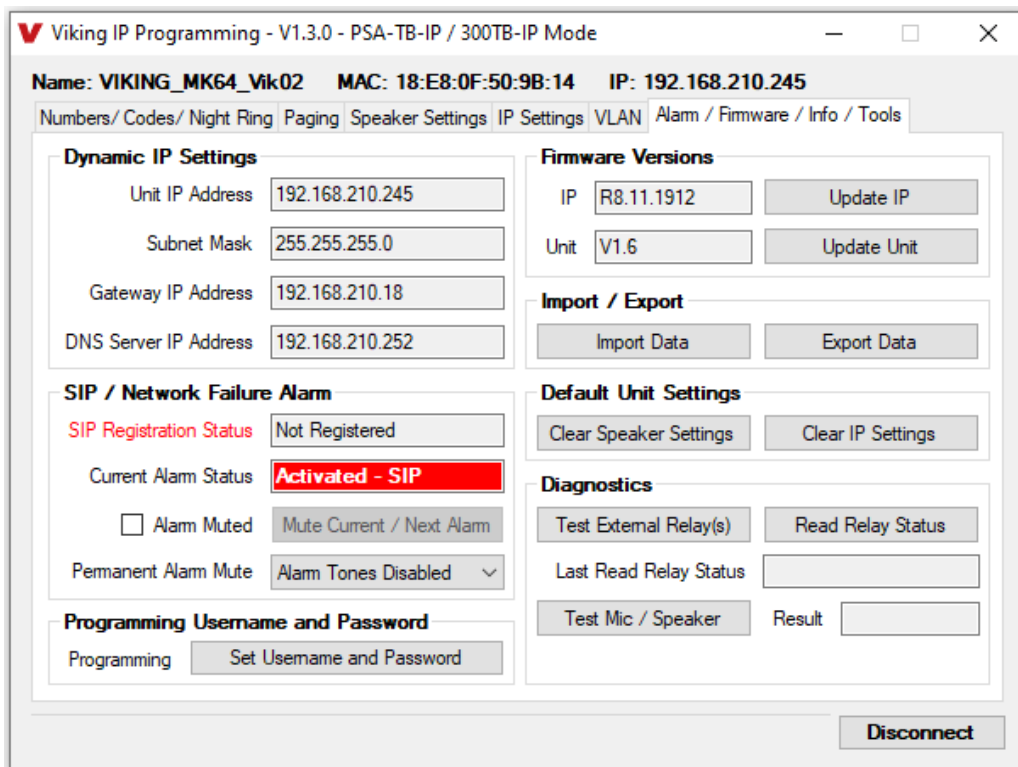 Viking IP Programming - V1.3.0 - PSA-TB-IP / 300TB-IP Mode
Name: VIKING_MK64_Vik02 MAC: 18:E8:0F:50:9B:14 IP: 192.168.210.245
Numbers/ Codes/ Night Ring Paging Speaker Settings IP Settings VLAN Alarm / Firmware / Info / Tools
Dynamic IP Settings
Unit IP Address 192.168.210.245
Subnet Mask 255.255.255.0
Gateway IP Address 192.168.210.18
DNS Server IP Address 192.168.210.252
SIP / Network Failure Alarm
SIP Registration Status Not Registered
Current Alarm Status Activated - SIP
Alarm Muted Mute Current / Next Alarm
Permanent Alarm Mute Alarm Tones Disabled
Programming Username and Password
Programming Set Username and Password
Firmware Versions
IP R8.11.1912 Update IP
Unit V1.6 Update Unit
Import / Export
Import Data Export Data
Default Unit Settings
Clear Speaker Settings Clear IP Settings
Diagnostics
Test External Relay(s) Read Relay Status
Last Read Relay Status
Test Mic / Speaker Result
Disconnect